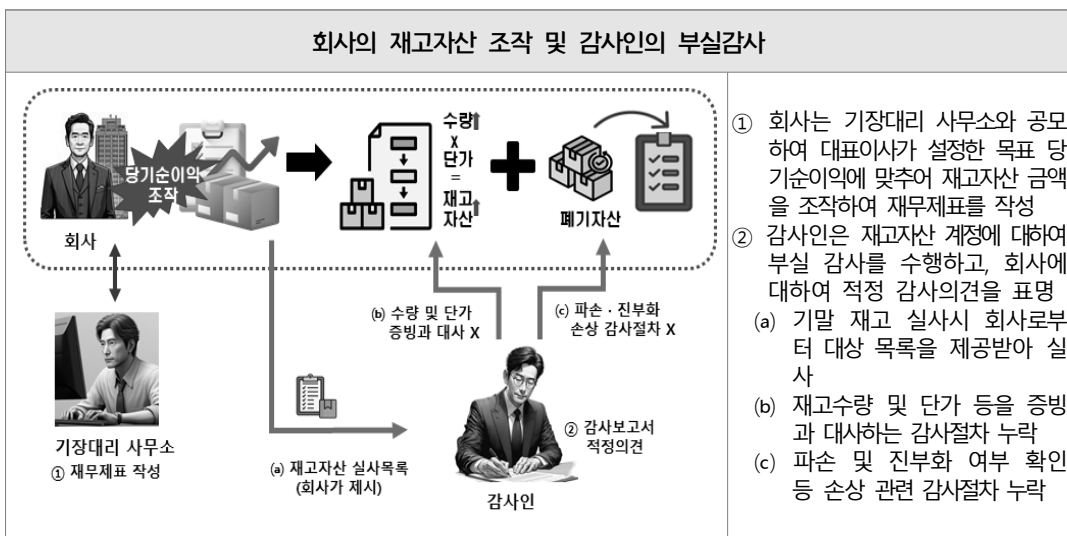 회사의 재고자산 조작 및 감사인의 부실감사
당기순이익
조작
회사
수량⬆
X
단가
=
재고⬆
자산
폐기자산
(b) 수량 및 단가
증빙과 대사 X
(c) 파손 · 진부화
손상 감사절차 X
기장대리 사무소
① 재무제표 작성
(a) 재고자산 실사목록
(회사가 제시)
② 감사보고서
적정의견
감사인
① 회사는 기장대리 사무소와 공모
하여 대표이사가 설정한 목표 당
기순이익에 맞추어 재고자산 금액
을 조작하여 재무제표를 작성
② 감사인은 재고자산 계정에 대하여
부실 감사를 수행하고, 회사에
대하여 적정 감사의견을 표명
(a) 기말 재고 실사시 회사로부
터 대상 목록을 제공받아 실
사
(b) 재고수량 및 단가 등을 증빙
과 대사하는 감사절차 누락
(c) 파손 및 진부화 여부 확인
등 손상 관련 감사절차 누락